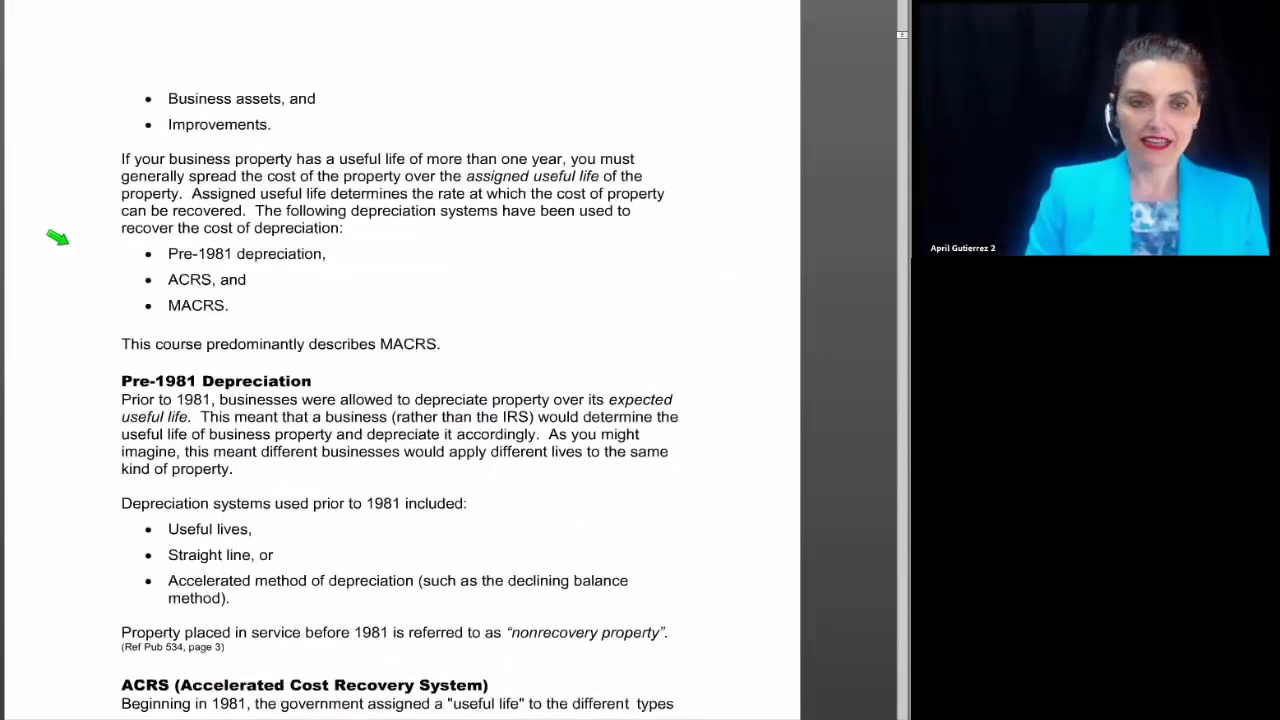 • Business assets, and
• Improvements.
If your business property has a useful life of more than one year, you must
generally spread the cost of the property over the assigned useful life of the
property.  Assigned useful life determines the rate at which the cost of property
can be recovered.  The following depreciation systems have been used to
recover the cost of depreciation:
• Pre-1981 depreciation,
• ACRS, and
• MACRS.
This course predominantly describes MACRS.
Pre-1981 Depreciation
Prior to 1981, businesses were allowed to depreciate property over its expected
useful life.  This meant that a business (rather than the IRS) would determine the
useful life of business property and depreciate it accordingly.  As you might
imagine, this meant different businesses would apply different lives to the same
kind of property.
Depreciation systems used prior to 1981 included:
• Useful lives,
• Straight line, or
• Accelerated method of depreciation (such as the declining balance
method).
Property placed in service before 1981 is referred to as “nonrecovery property”.
(Ref Pub 534, page 3)
ACRS (Accelerated Cost Recovery System)
Beginning in 1981, the government assigned a "useful life" to the different types
April Gutierrez 2